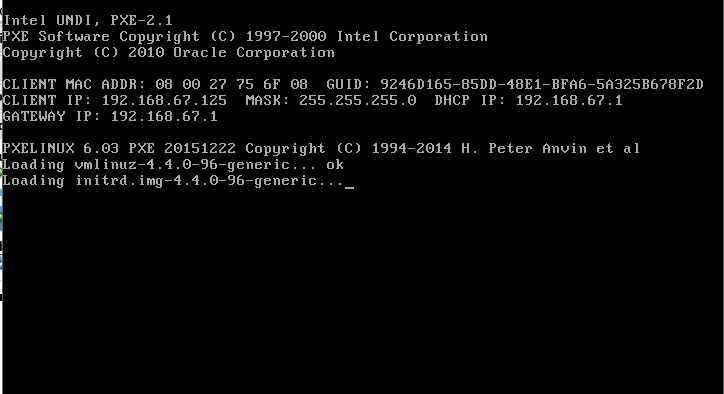 Intel UNDI, PXE-2.1
PXE Software Copyright (C) 1997-2000 Intel Corporation
Copyright (C) 2010 Oracle Corporation
CLIENT MAC ADDR: 08 00 27 75 6F 08  GUID: 9246D165-85DD-48E1-BFA6-5A325B678F2D
CLIENT IP: 192.168.67.125  MASK: 255.255.255.0  DHCP IP: 192.168.67.1
GATEWAY IP: 192.168.67.1
PXELINUX 6.03 PXE 20151222 Copyright (C) 1994-2014 H. Peter Anvin et al
Loading vmlinuz-4.4.0-96-generic... ok
Loading initrd.img-4.4.0-96-generic..._